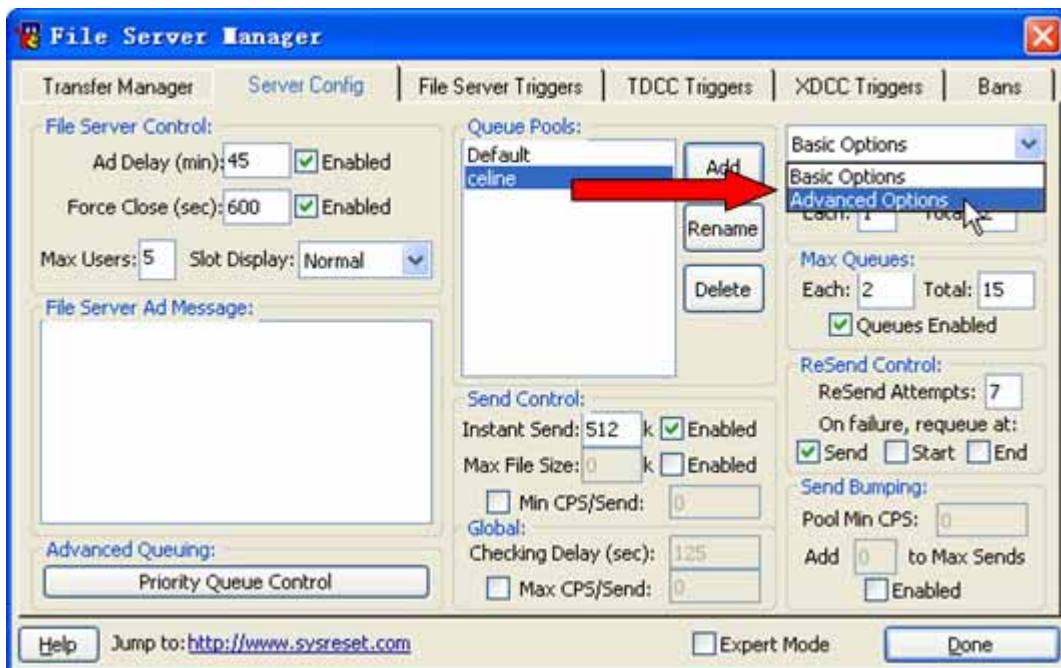 File Server Manager
Transfer Manager
Server Config
File Server Triggers
TDCC Triggers
XDCC Triggers
Bans
File Server Control:
Ad Delay (min): 45 Enabled
Force Close (sec): 600 Enabled
Max Users: 5 Slot Display: Normal
File Server Ad Message:
Advanced Queuing:
Priority Queue Control
Queue Pools:
Default
celine
Add
Rename
Delete
Send Control:
Instant Send: 512 k Enabled
Max File Size: 0 k Enabled
Min CPS/Send: 0
Global:
Checking Delay (sec): 125
Max CPS/Send: 0
Basic Options
Basic Options
Advanced Options
Each: 1 Total: 2
Max Queues:
Each: 2 Total: 15
Queues Enabled
ReSend Control:
ReSend Attempts: 7
On failure, requeue at:
Send Start End
Send Bumping:
Pool Min CPS: 0
Add 0 to Max Sends
Enabled
Help Jump to: http://www.sysreset.com Expert Mode Done